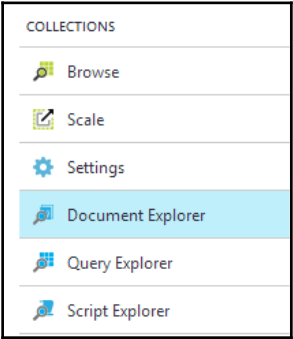 COLLECTIONS
Browse
Scale
Settings
Document Explorer
Query Explorer
Script Explorer